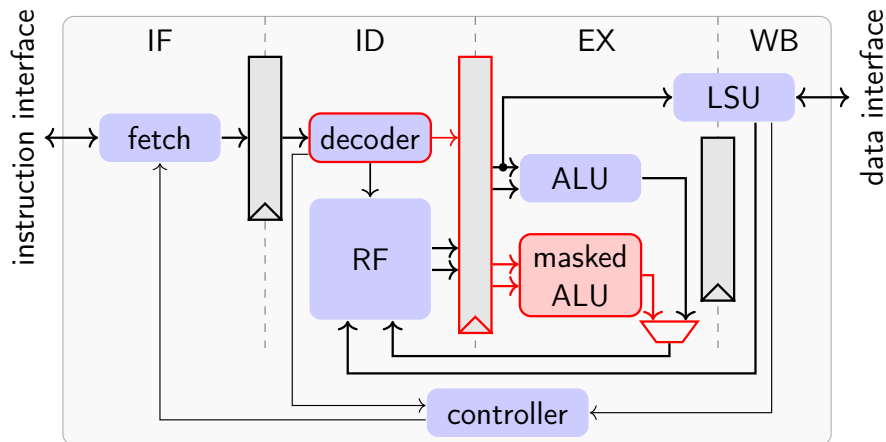 IF
ID
EX
WB
instruction interface
data interface
fetch
decoder
LSU
ALU
RF
masked
ALU
controller